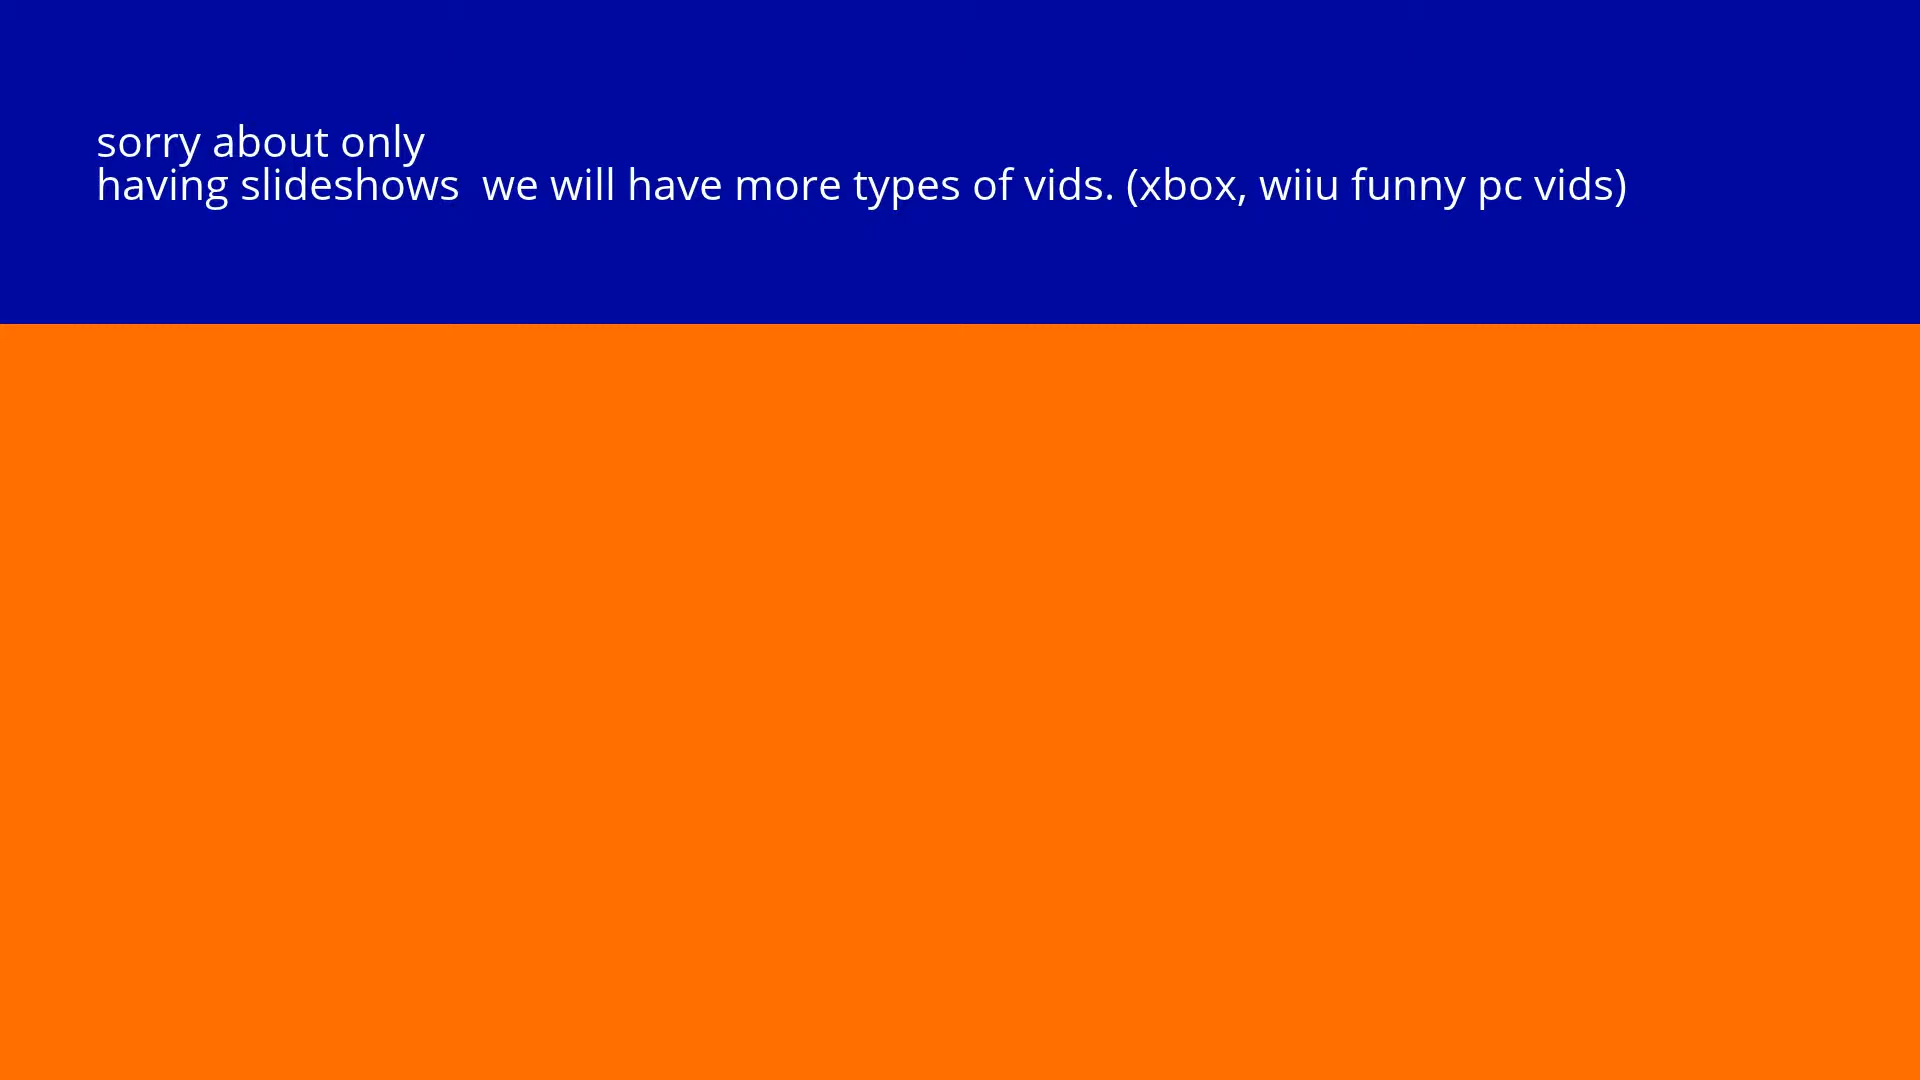 sorry about only
having slideshows  we will have more types of vids. (xbox, wiiu funny pc vids)